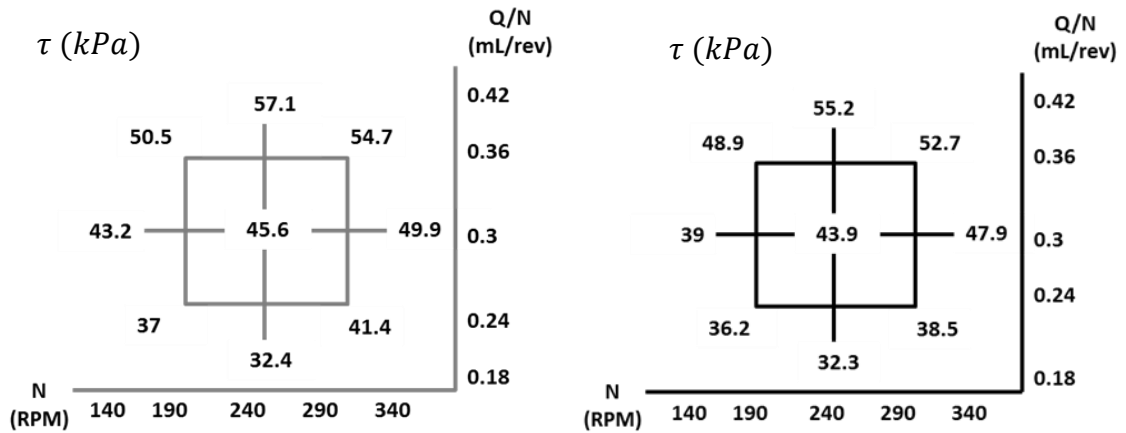 τ (kPa)
Q/N
(mL/rev)
0.42
57.1
50.5
54.7
0.36
43.2
45.6
49.9
0.3
37
41.4
0.24
32.4
0.18
N
(RPM)
140 190 240 290 340
τ (kPa)
Q/N
(mL/rev)
0.42
55.2
48.9
52.7
0.36
39
43.9
47.9
0.3
0.24
36.2
38.5
32.3
0.18
N
(RPM)
140 190 240 290 340